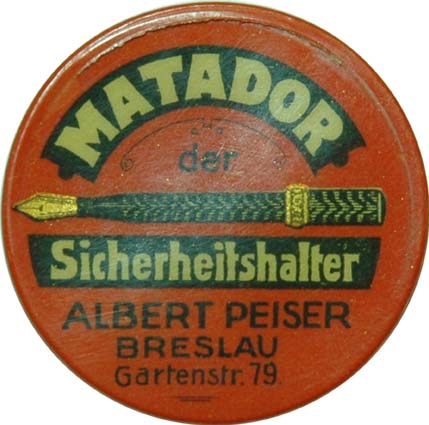 MATADOR
der
Sicherheitshalter
ALBERT PEISER
BRESLAU
Gartenstr. 79.